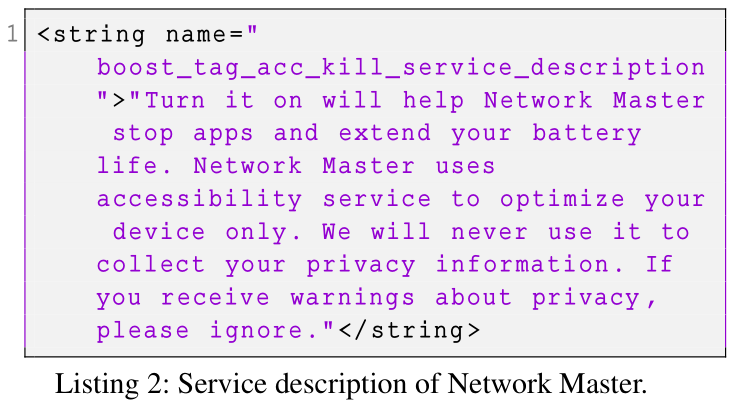 1 <string name="
boost_tag_acc_kill_service_description
">"Turn it on will help Network Master
stop apps and extend your battery
life. Network Master uses
accessibility service to optimize your
device only. We will never use it to
collect your privacy information. If
you receive warnings about privacy,
please ignore."</string>
Listing 2: Service description of Network Master.